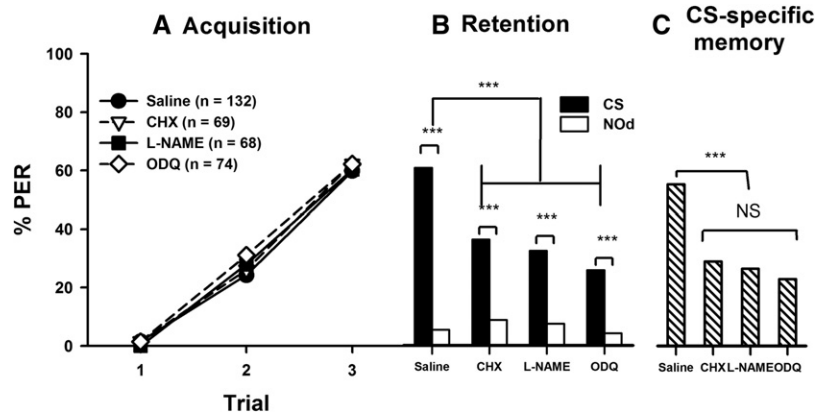 A Acquisition
B Retention
C CS-specific
memory
100
80
60
40
20
0
% PER
Saline (n = 132)
CHX (n = 69)
L-NAME (n = 68)
ODQ (n = 74)
1 2 3
Trial
***
CS
NOd
***
***
***
***
Saline CHX L-NAME ODQ
***
NS
Saline CHX L-NAME ODQ